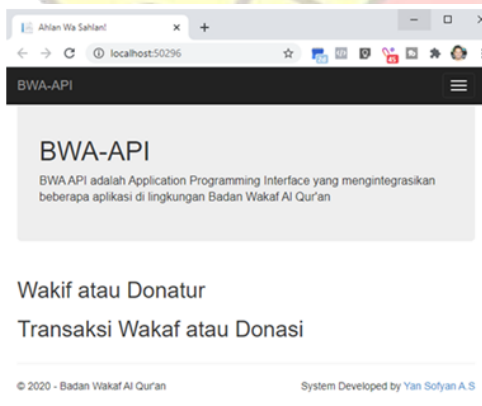 Ahlan Wa Sahlan!
localhost:50296
BWA-API
BWA-API
BWA API adalah Application Programming Interface yang mengintegrasikan
beberapa aplikasi di lingkungan Badan Wakaf Al Qur'an
Wakif atau Donatur
Transaksi Wakaf atau Donasi
© 2020 - Badan Wakaf Al Qur'an
System Developed by Yan Sofyan A.S